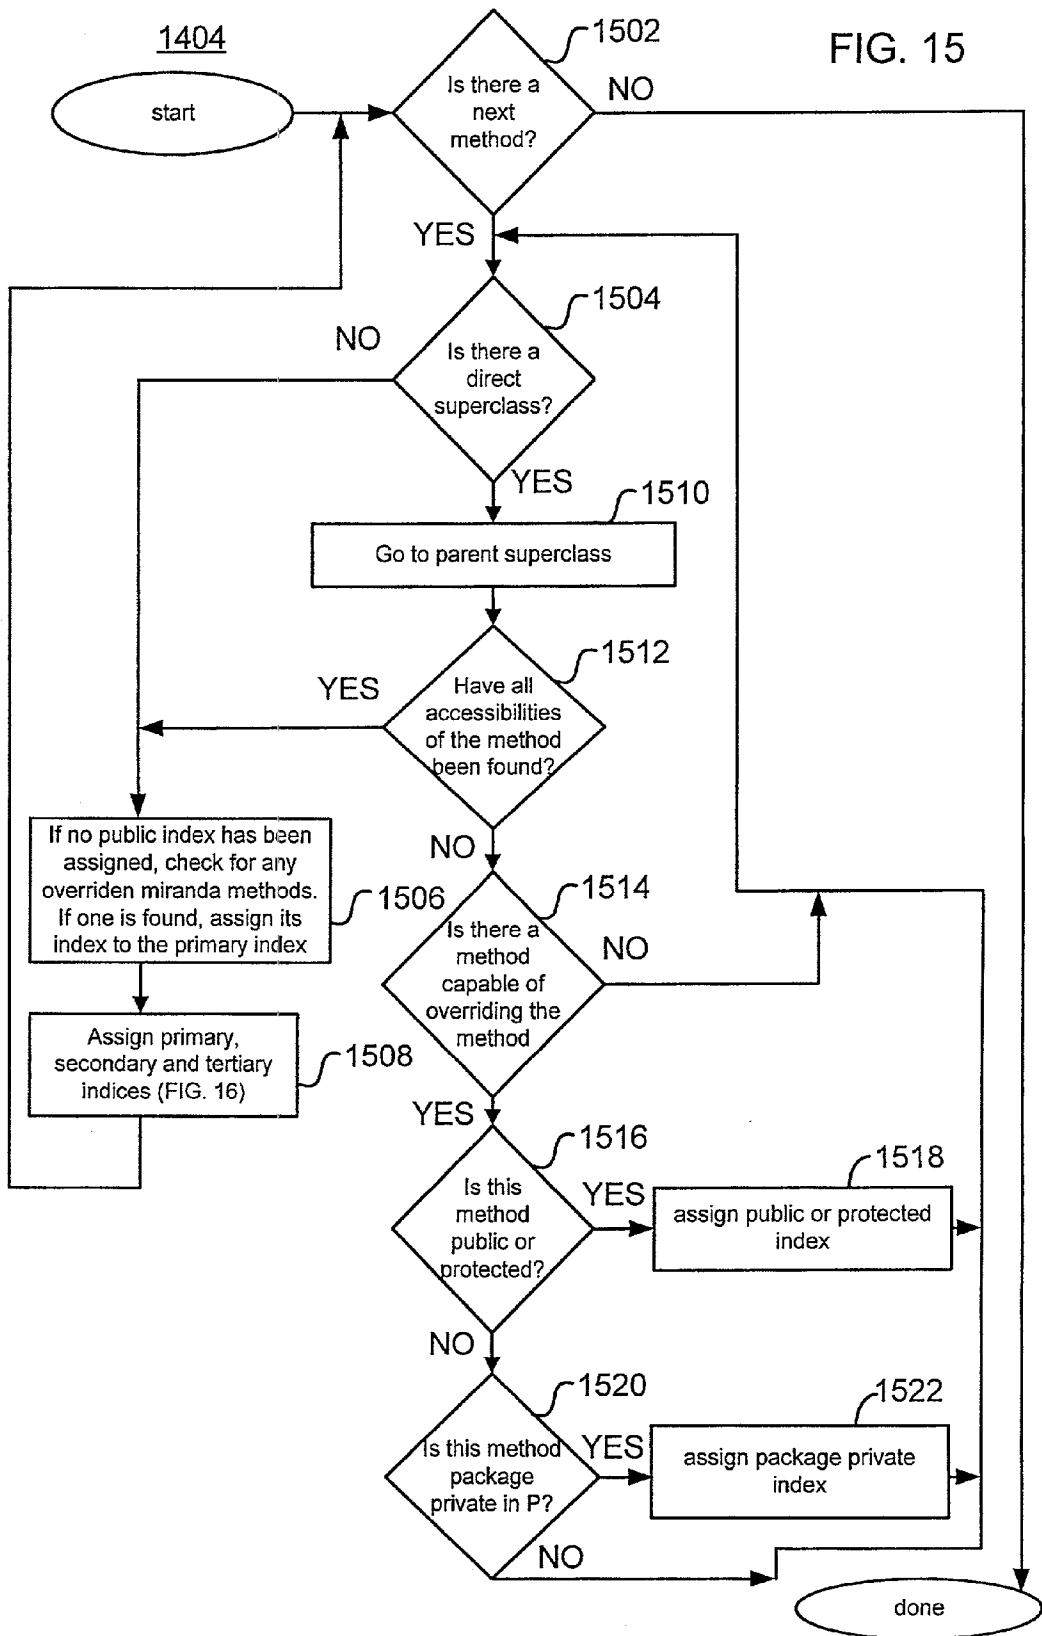 1404
1502
FIG. 15
start
Is there a
next
method?
NO
YES
1504
NO
Is there a
direct
superclass?
YES
1510
Go to parent superclass
1512
YES
Have all
accessibilities
of the method
been found?
NO
If no public index has been
assigned, check for any
overriden miranda methods.
If one is found, assign its
index to the primary index
1506
1514
Is there a
method
capable of
overriding the
method
NO
Assign primary,
secondary and tertiary
indices (FIG. 16)
1508
YES
1516
Is this
method
public or
protected?
YES
1518
assign public or protected
index
NO
1520
Is this method
package
private in P?
YES
1522
assign package private
index
NO
done